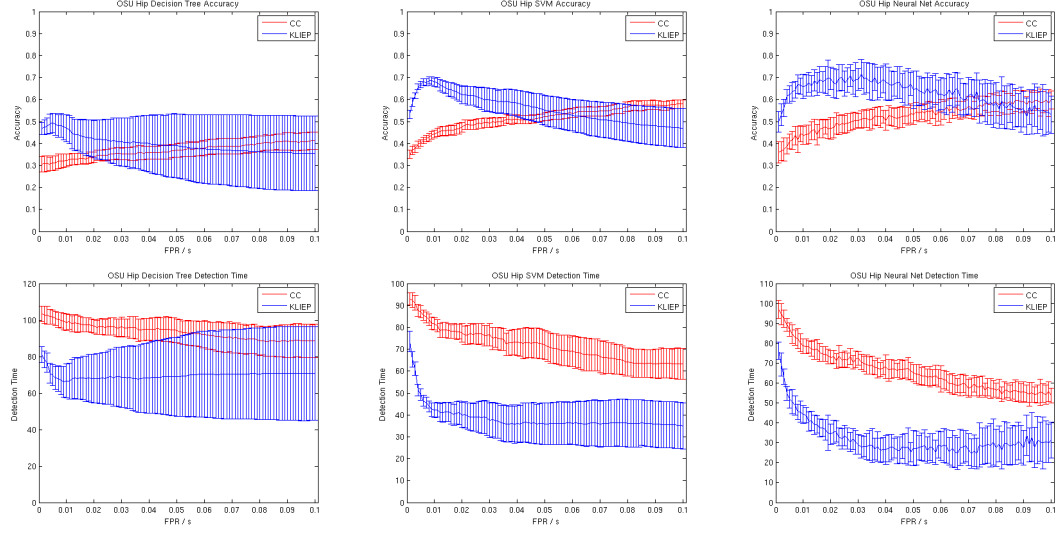 OSU Hip Decision Tree Accuracy
1
0.9
0.8
0.7
0.6
0.5
0.4
0.3
0.2
0.1
0
Accuracy
CC
KLIEP
0 0.01 0.02 0.03 0.04 0.05 0.06 0.07 0.08 0.09 0.1
FPR / s
OSU Hip SVM Accuracy
1
0.9
0.8
0.7
0.6
0.5
0.4
0.3
0.2
0.1
0
Accuracy
CC
KLIEP
0 0.01 0.02 0.03 0.04 0.05 0.06 0.07 0.08 0.09 0.1
FPR / s
OSU Hip Neural Net Accuracy
1
0.9
0.8
0.7
0.6
0.5
0.4
0.3
0.2
0.1
0
Accuracy
CC
KLIEP
0 0.01 0.02 0.03 0.04 0.05 0.06 0.07 0.08 0.09 0.1
FPR / s
OSU Hip Decision Tree Detection Time
120
100
80
60
40
20
0
Detection Time
CC
KLIEP
0 0.01 0.02 0.03 0.04 0.05 0.06 0.07 0.08 0.09 0.1
FPR / s
OSU Hip SVM Detection Time
100
90
80
70
60
50
40
30
20
10
0
Detection Time
CC
KLIEP
0 0.01 0.02 0.03 0.04 0.05 0.06 0.07 0.08 0.09 0.1
FPR / s
OSU Hip Neural Net Detection Time
110
100
90
80
70
60
50
40
30
20
10
0
Detection Time
CC
KLIEP
0 0.01 0.02 0.03 0.04 0.05 0.06 0.07 0.08 0.09 0.1
FPR / s